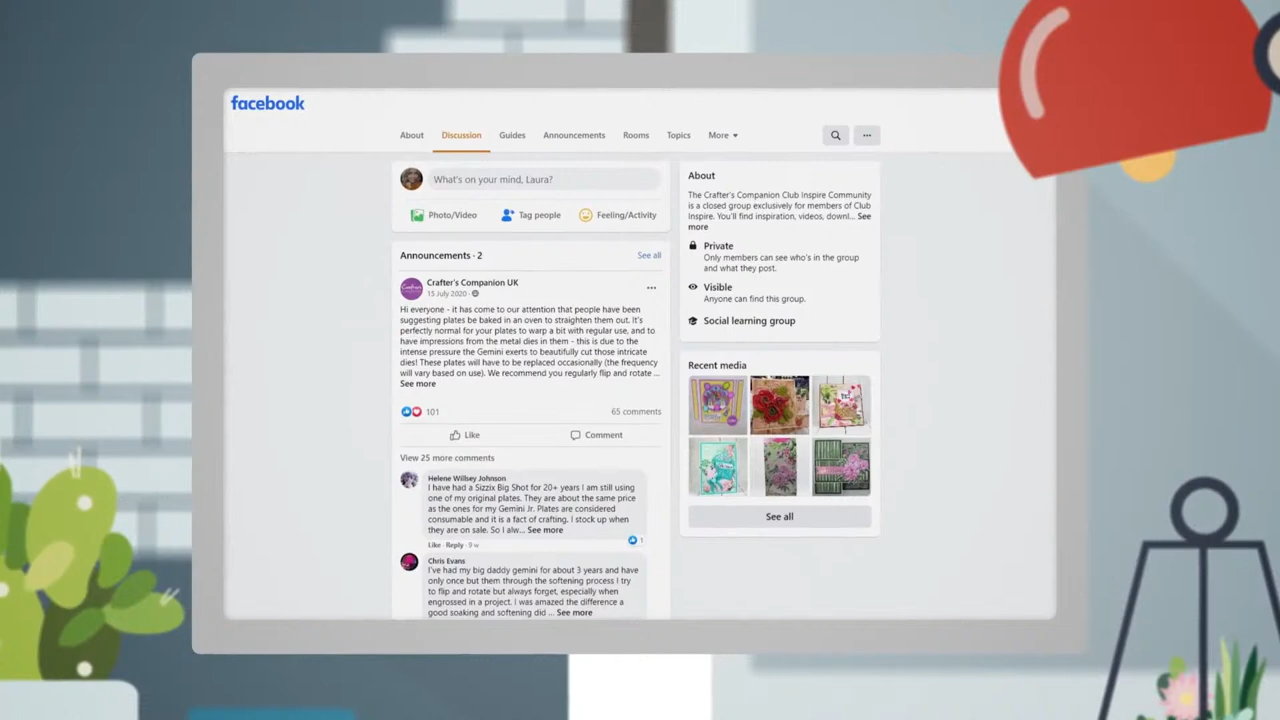 facebook
About
Discussion
Guides
Announcements
Rooms
Topics
More
What's on your mind, Laura?
Photo/Video
Tag people
Feeling/Activity
Announcements · 2
See all
Crafter's Companion UK
15 July 2020 ·
Hi everyone - it has come to our attention that people have been
suggesting plates be baked in an oven to straighten them out. It's
perfectly normal for your plates to warp a bit with regular use, and to
have impressions from the metal dies in them - this is due to the
intense pressure the Gemini exerts to beautifully cut those intricate
dies! These plates will have to be replaced occasionally (the frequency
will vary based on use). We recommend you regularly flip and rotate ...
See more
101
65 comments
Like
Comment
View 25 more comments
Helene Willsey Johnson
I have had a Sizzix Big Shot for 20+ years I am still using
one of my original plates. They are about the same price
as the ones for my Gemini Jr. Plates are considered
consumable and it is a fact of crafting. I stock up when
they are on sale. So I alw... See more
1
Like · Reply · 9 w
Chris Evans
I've had my big daddy gemini for about 3 years and have
only once but them through the softening process I try
to flip and rotate but always forget, especially when
engrossed in a project. I was amazed the difference a
good soaking and softening did ... See more
About
The Crafter's Companion Club Inspire Community
is a closed group exclusively for members of Club
Inspire. You'll find inspiration, videos, downl... See
more
Private
Only members can see who's in the group
and what they post.
Visible
Anyone can find this group.
Social learning group
Recent media
See all